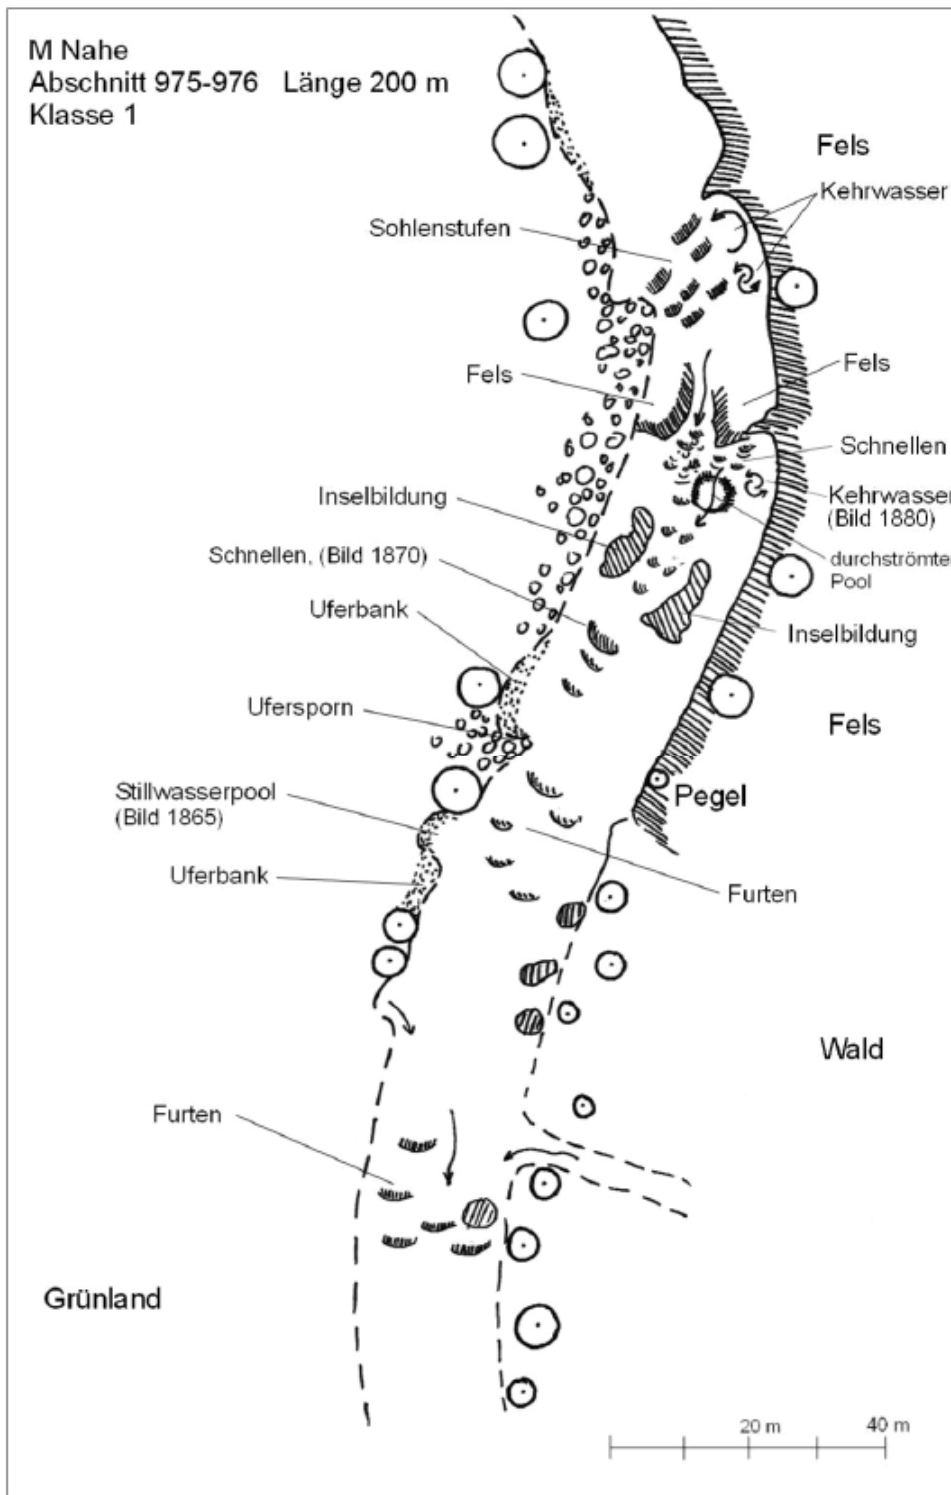 M Nahe
Abschnitt 975-976 Länge 200 m
Klasse 1
Fels
Kehrwasser
Sohlenstufen
Fels
Fels
Schnellen
Inselbildung
Kehrwasser
(Bild 1880)
Schnellen, (Bild 1870)
durchströmter
Pool
Uferbank
Inselbildung
Ufersporn
Fels
Stillwasserpool
(Bild 1865)
Pegel
Uferbank
Furten
Wald
Furten
Grünland
20 m 40 m